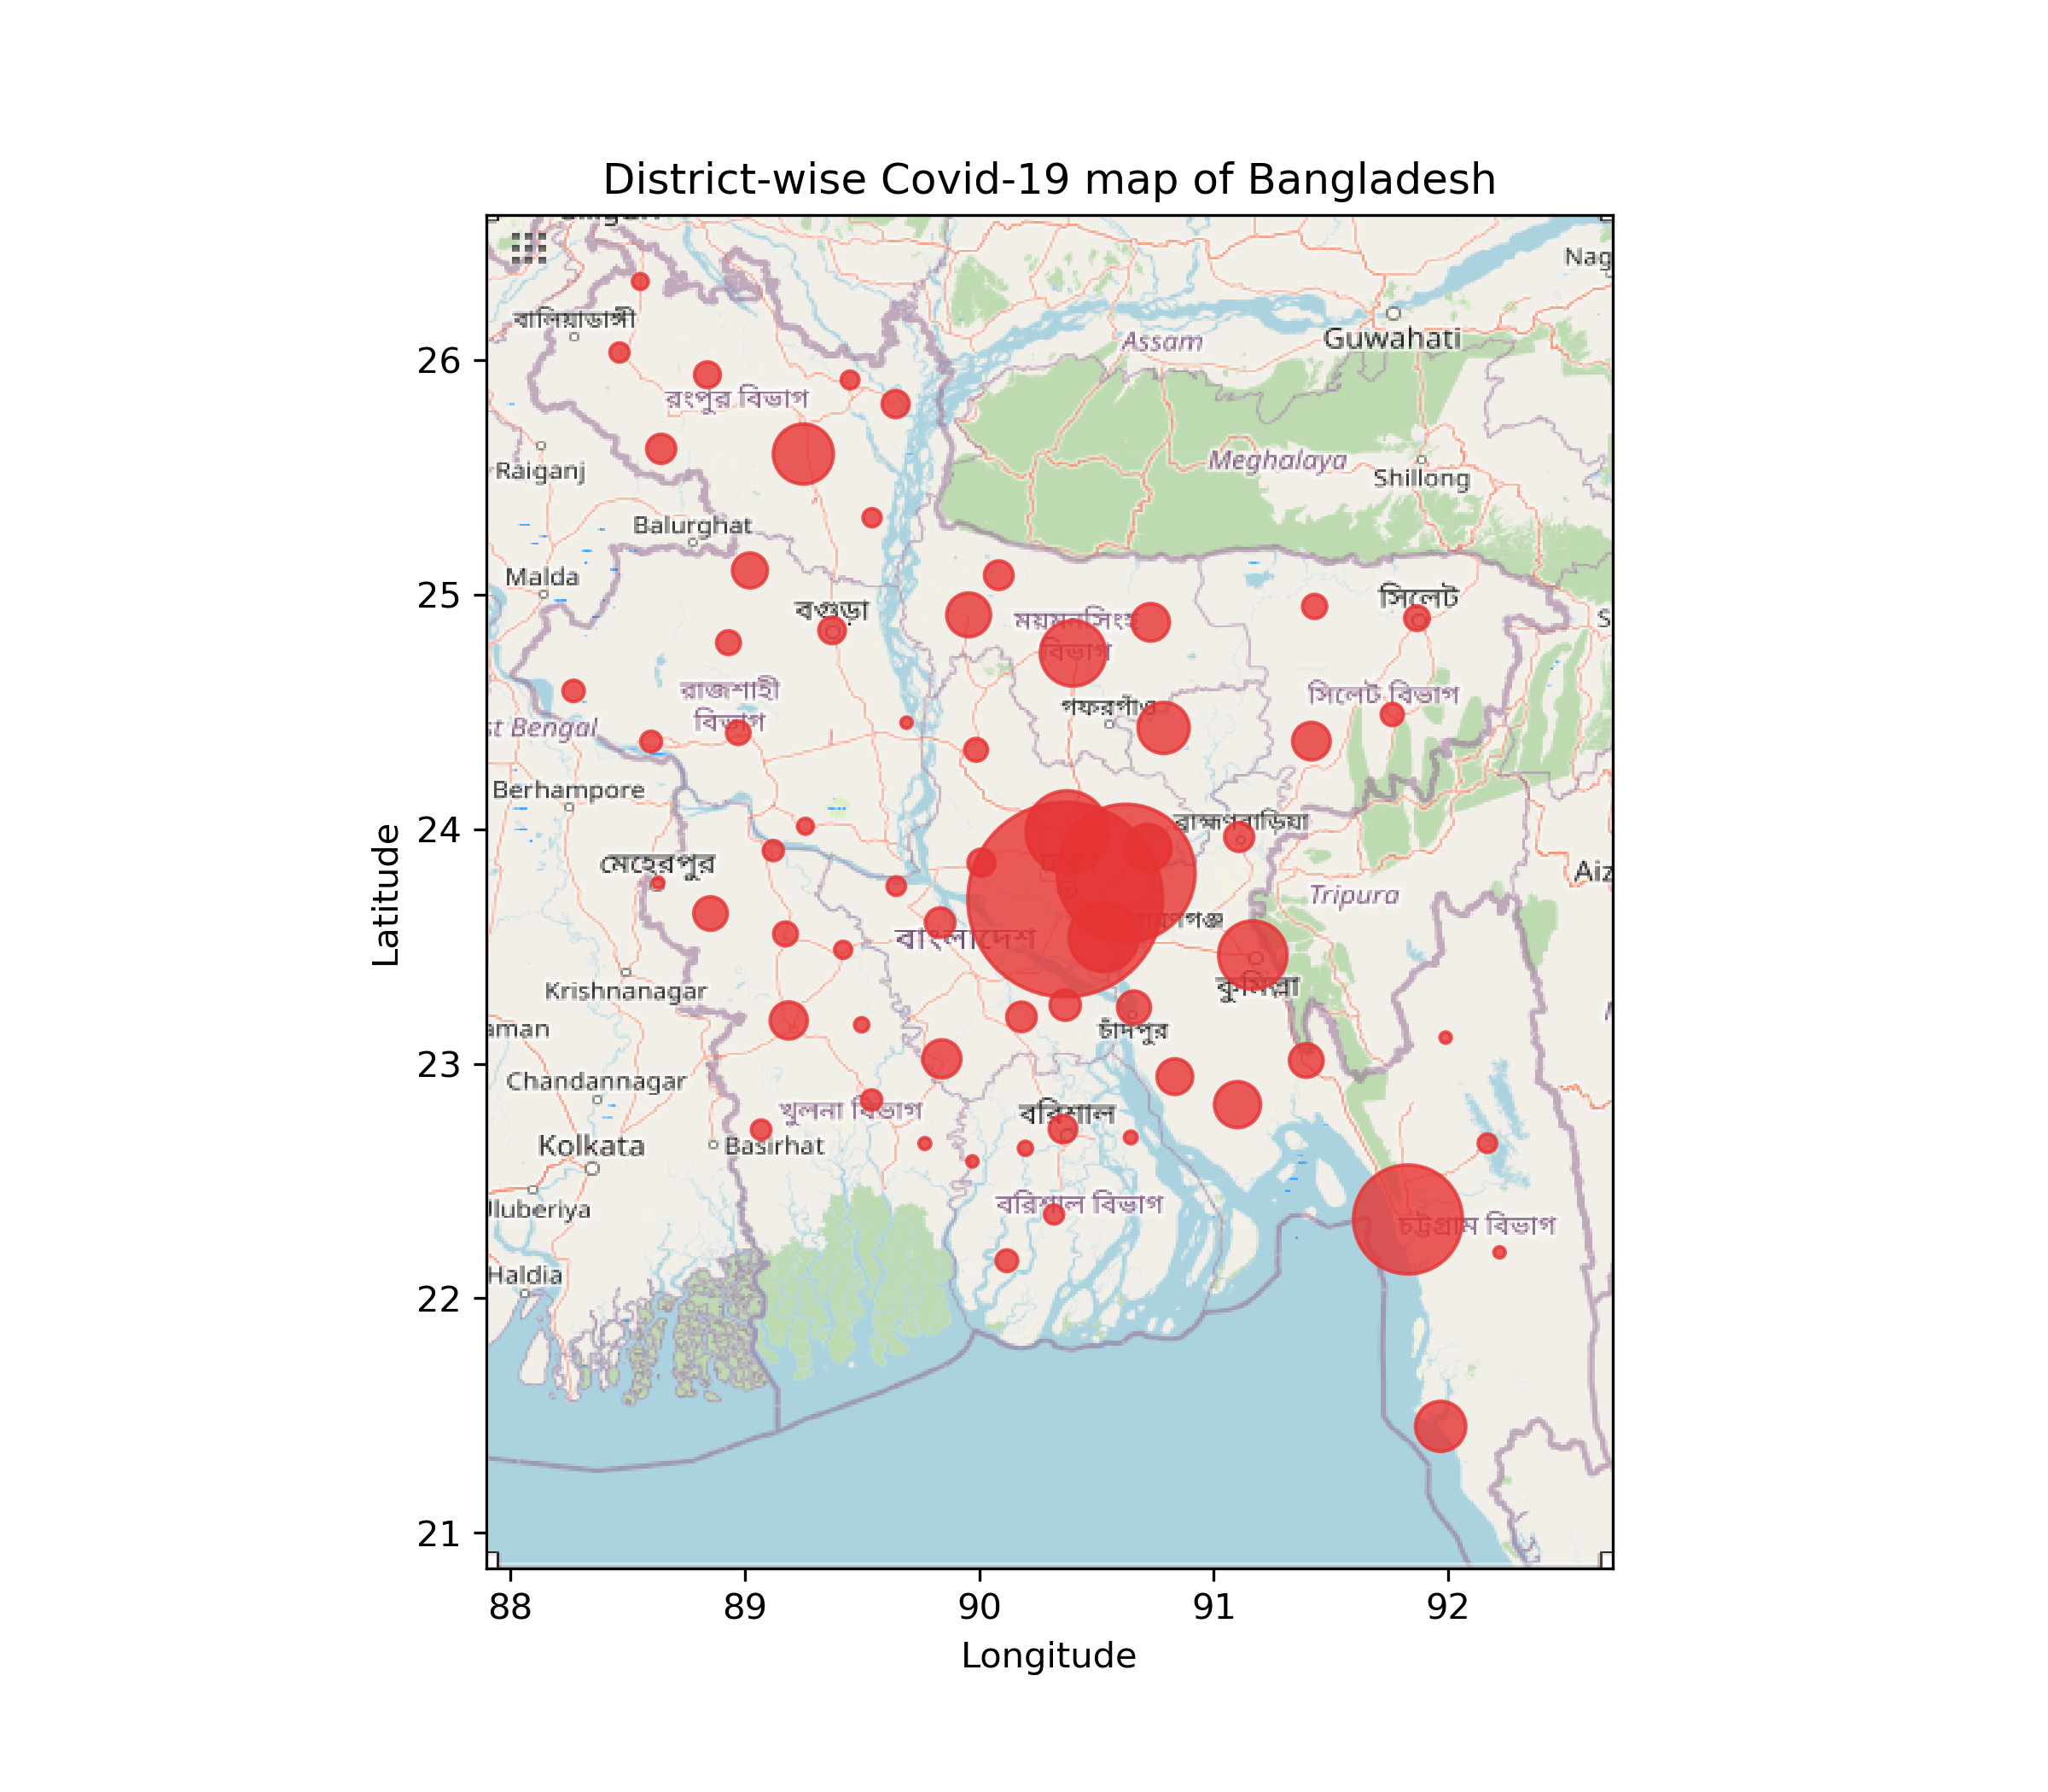 District-wise Covid-19 map of Bangladesh
Nag
বালিয়াডাঙ্গী
Guwahati
Assam
26
রংপুর বিভাগ
Meghalaya
Raiganj
Shillong
Balurghat
Malda
25
বগুড়া
সিলেট
S
ময়মনসিংহ
বিভাগ
রাজশাহী
বিভাগ
সিলেট বিভাগ
গফরগাঁও
st Bengal
Berhampore
24
ব্রাহ্মণবাড়িয়া
মেহেরপুর
Aiz
Tripura
বাংলাদেশ
Latitude
কুমিল্লা
Krishnanagar
aman
চাঁদপুর
23
Chandannagar
খুলনা বিভাগ
বরিশাল
Kolkata
Basirhat
বরিশাল বিভাগ
Uluberiya
চট্টগ্রাম বিভাগ
Haldia
22
21
88 89 90 91 92
Longitude